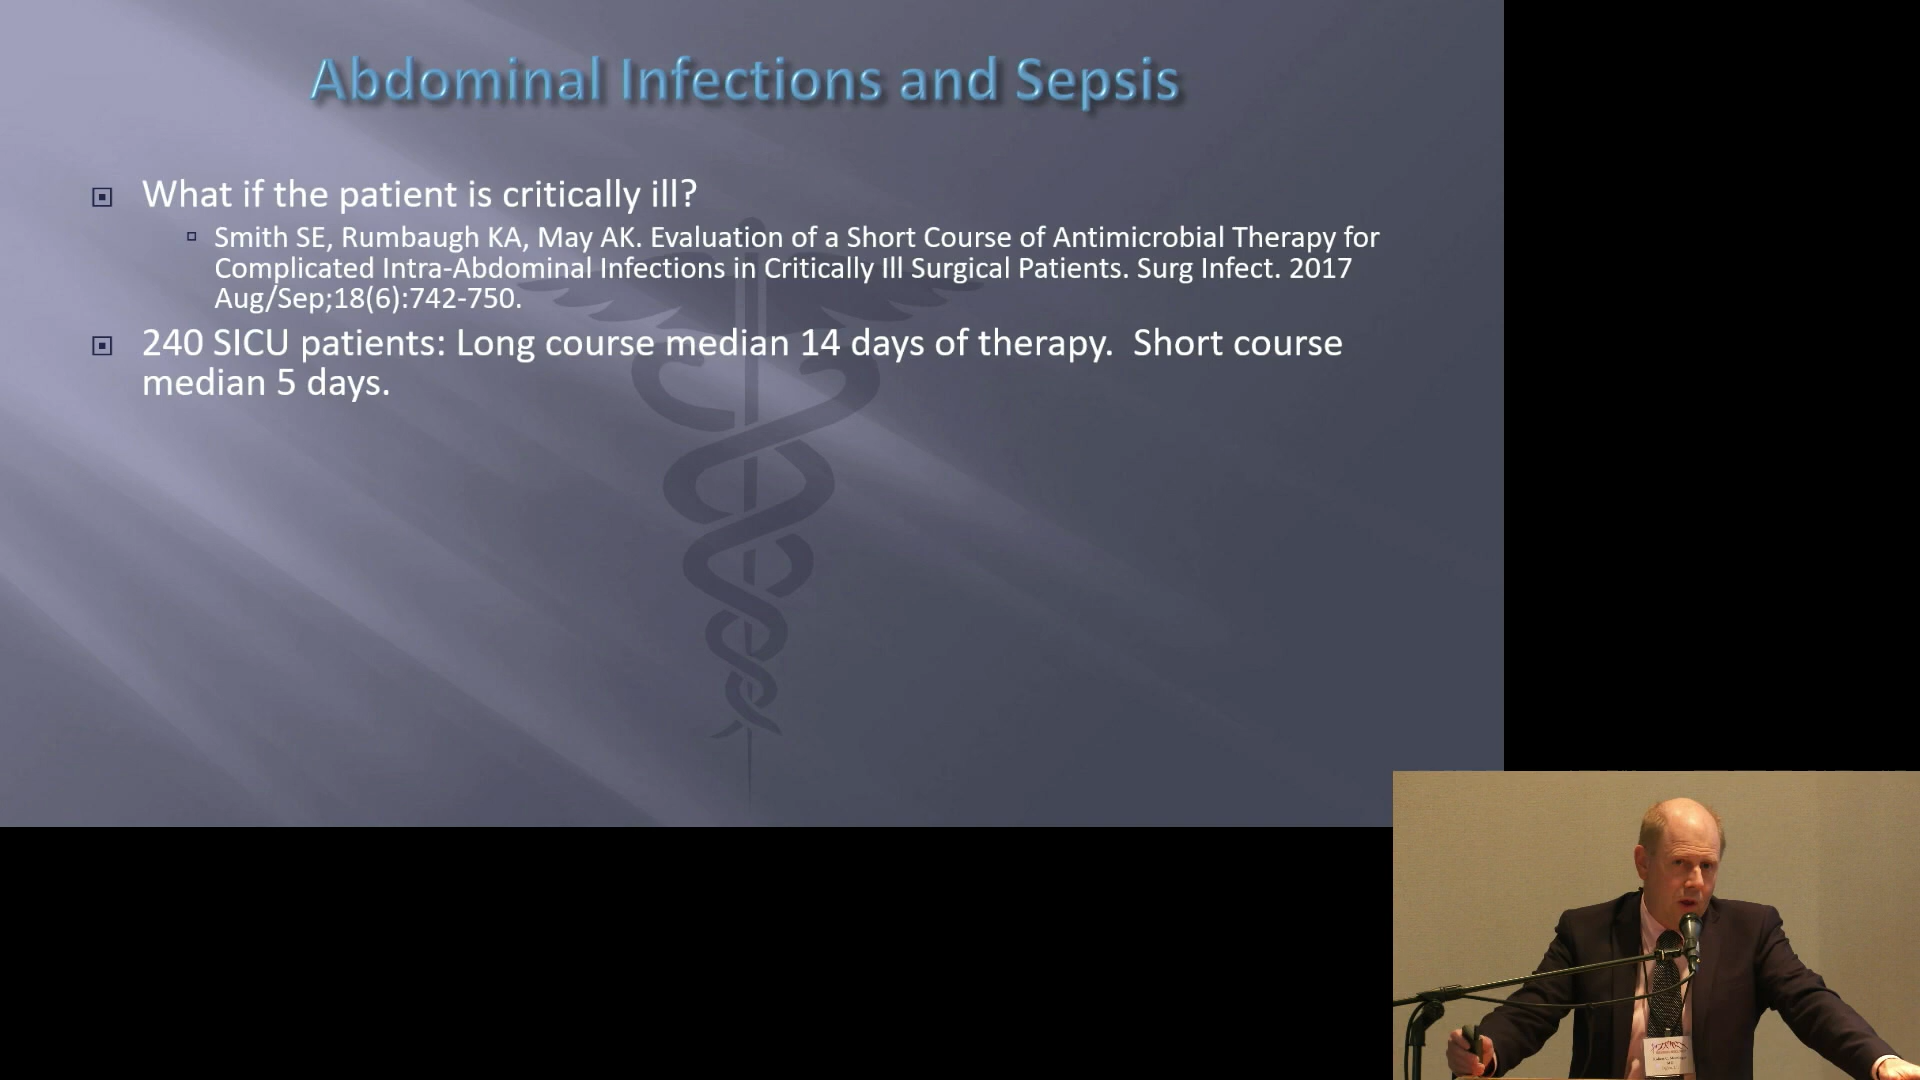 Abdominal Infections and Sepsis
What if the patient is critically ill?
Smith SE, Rumbaugh KA, May AK. Evaluation of a Short Course of Antimicrobial Therapy for
Complicated Intra-Abdominal Infections in Critically Ill Surgical Patients. Surg Infect. 2017
Aug/Sep;18(6):742-750.
240 SICU patients: Long course median 14 days of therapy.  Short course
median 5 days.